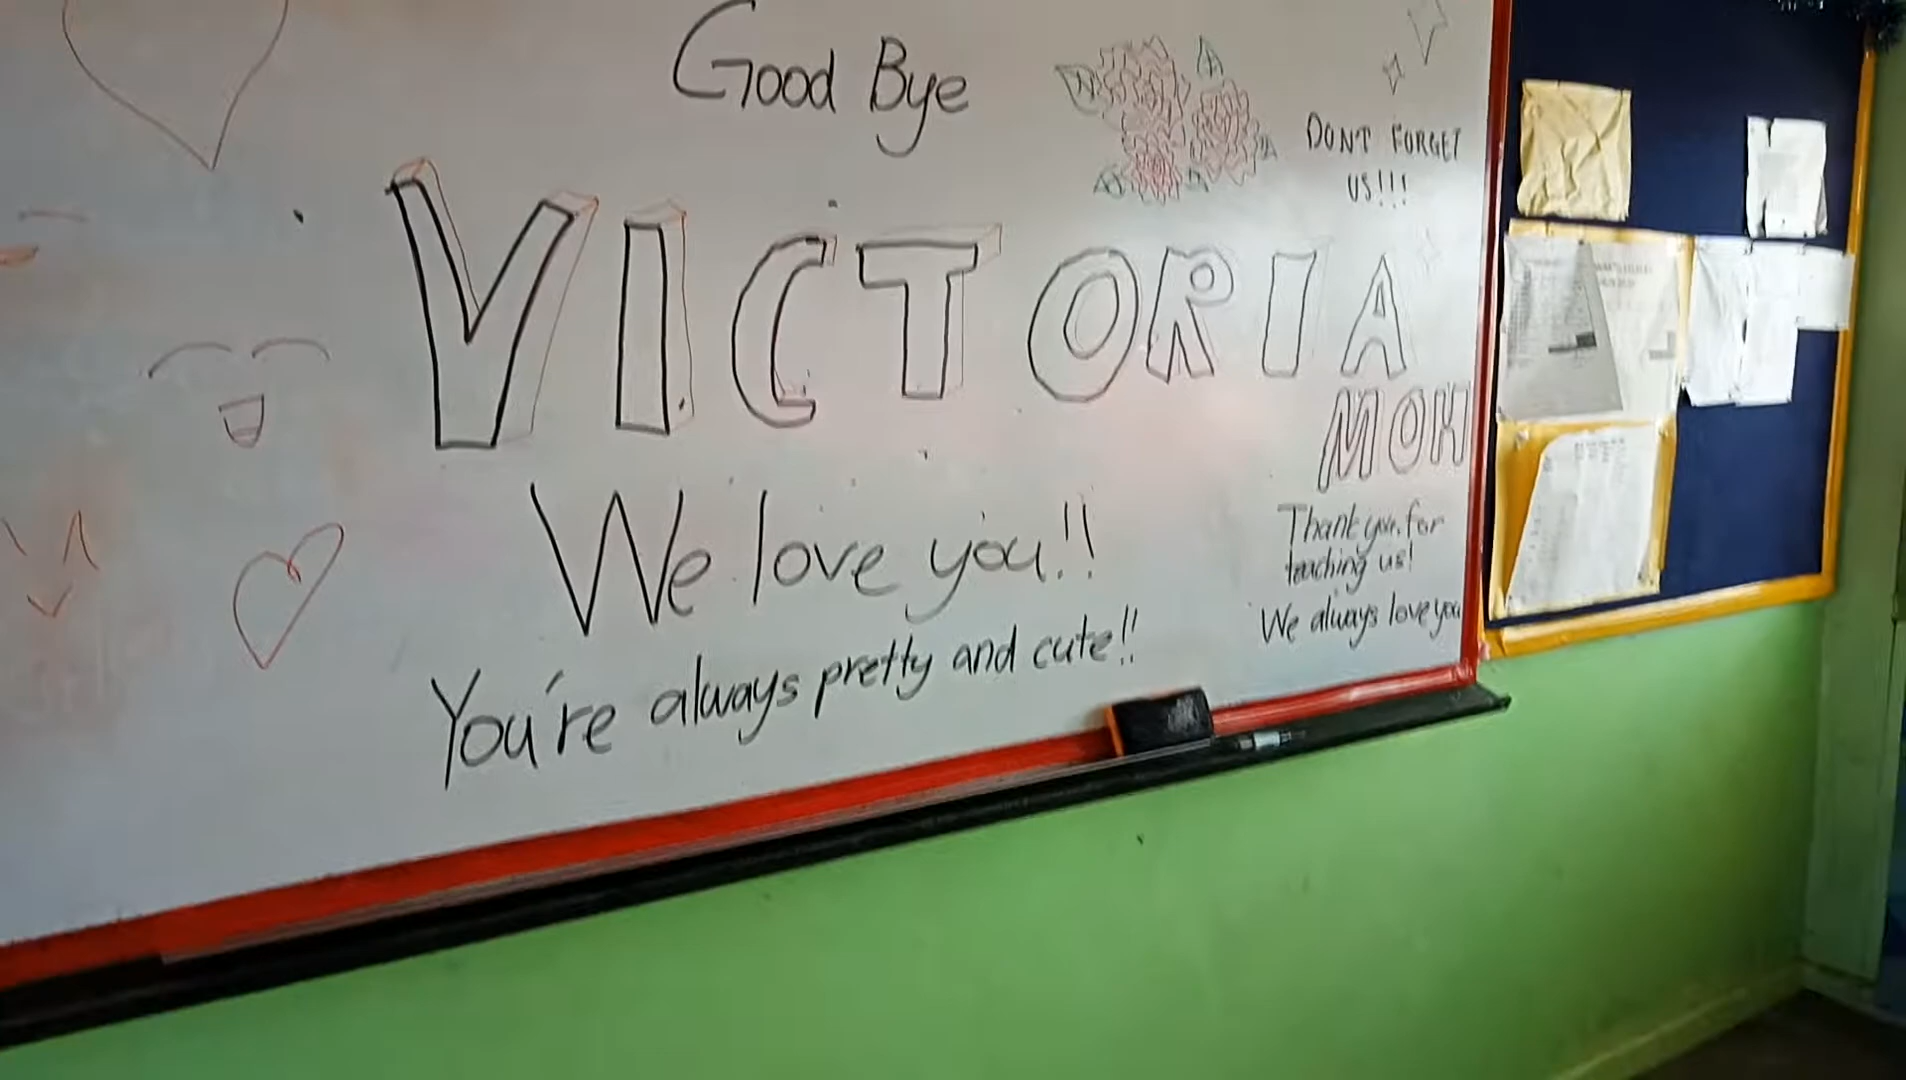 Good Bye
DONT FORGET
US!!!
VICTORIA
MOH
We love you!!
You're always pretty and cute!!
Thank you for
teaching us!
We always love you